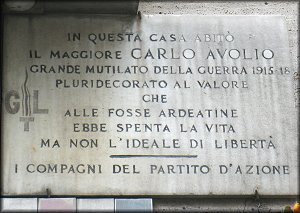 IN QUESTA CASA ABITÒ
IL MAGGIORE CARLO AVOLIO
GRANDE MUTILATO DELLA GUERRA 1915-18
PLURIDECORATO AL VALORE
CHE
ALLE FOSSE ARDEATINE
EBBE SPENTA LA VITA
MA NON L'IDEALE DI LIBERTÀ
I COMPAGNI DEL PARTITO D'AZIONE
GL